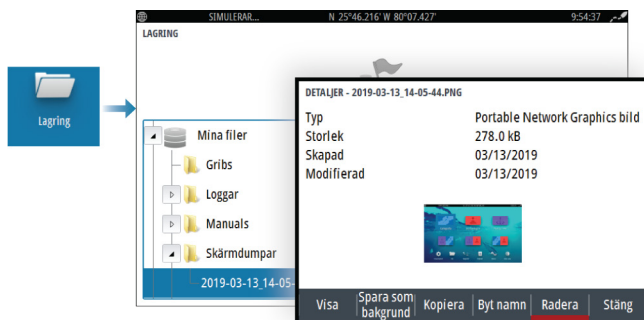 SIMULERAR... N 25°46.216' W 80°07.427' 9:54:37
LAGRING
Lagring
DETALJER - 2019-03-13_14-05-44.PNG
Typ Portable Network Graphics bild
Storlek 278.0 kB
Skapad 03/13/2019
Modifierad 03/13/2019
Mina filer
Gribs
Loggar
Manuals
Skärmdumpar
2019-03-13_14-05-
Visa
Spara som
bakgrund
Kopiera
Byt namn
Radera
Stäng